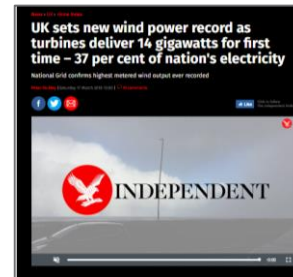 UK sets new wind power record as
turbines deliver 14 gigawatts for first
time – 37 per cent of nation's electricity
National Grid confirms highest metered wind output ever recorded
INDEPENDENT